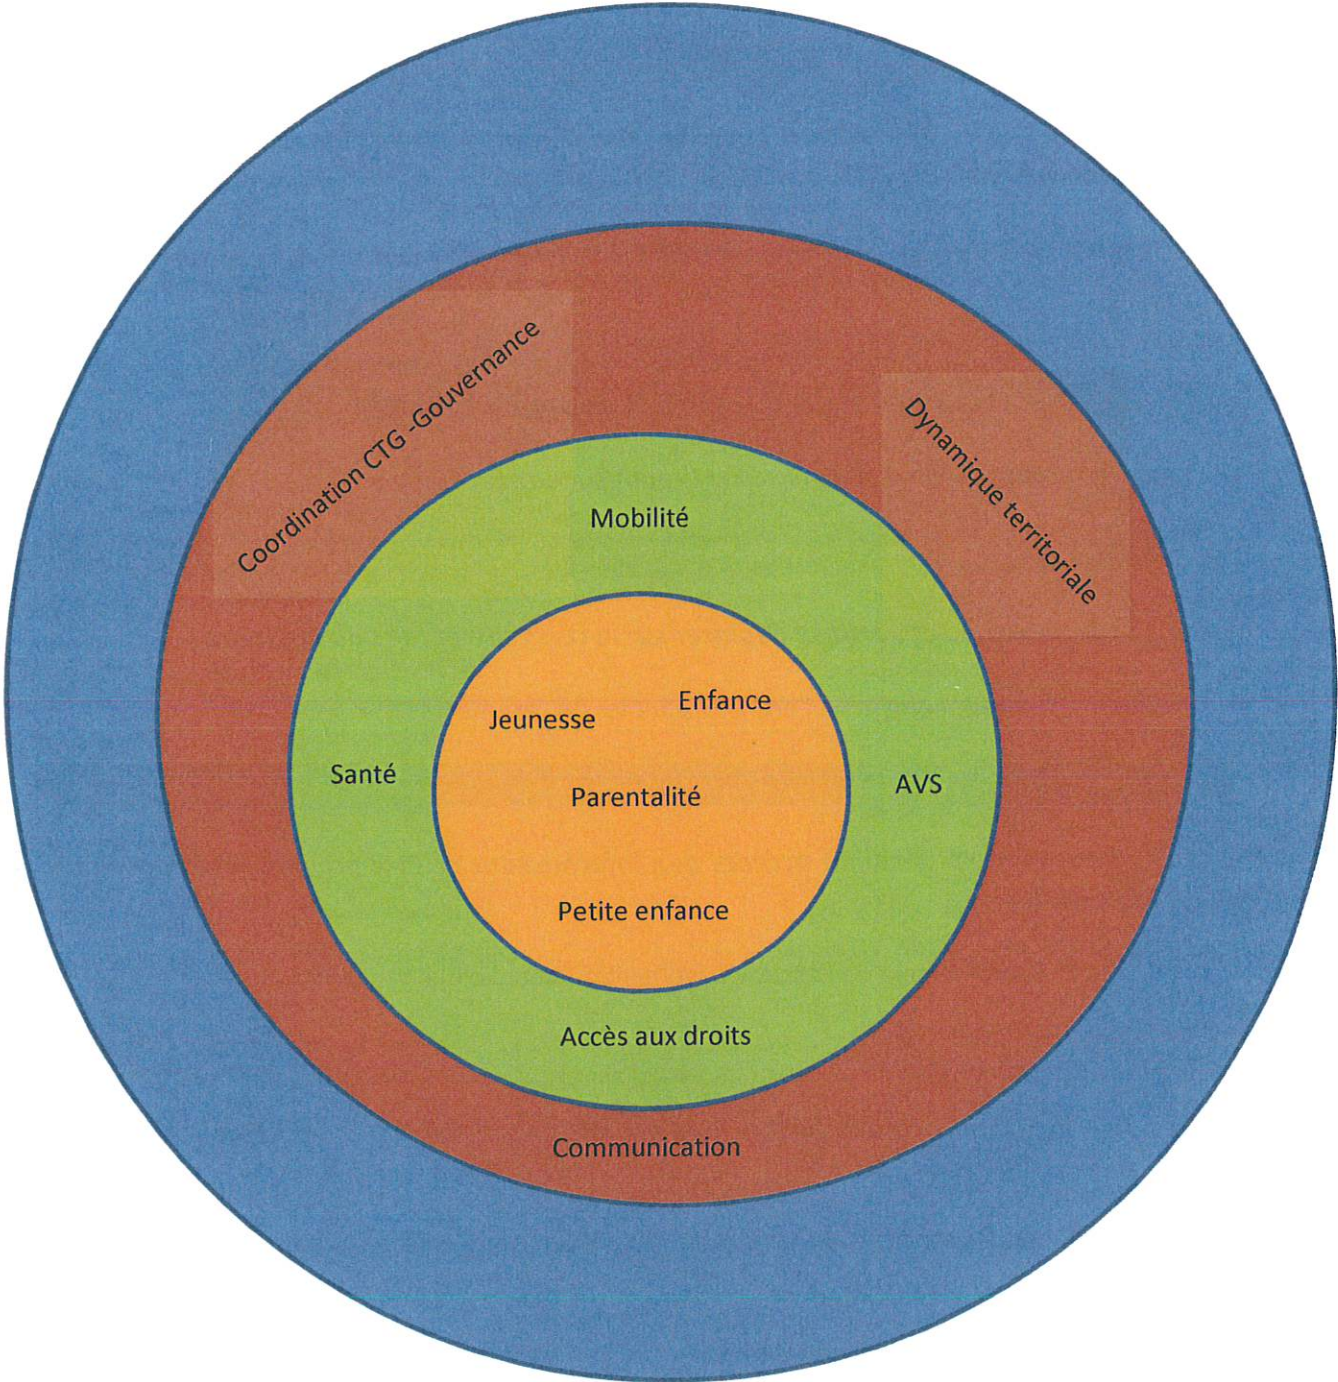 Coordination CTG -Gouvernance
Dynamique territoriale
Mobilité
Enfance
Jeunesse
Santé
Parentalité
AVS
Petite enfance
Accès aux droits
Communication